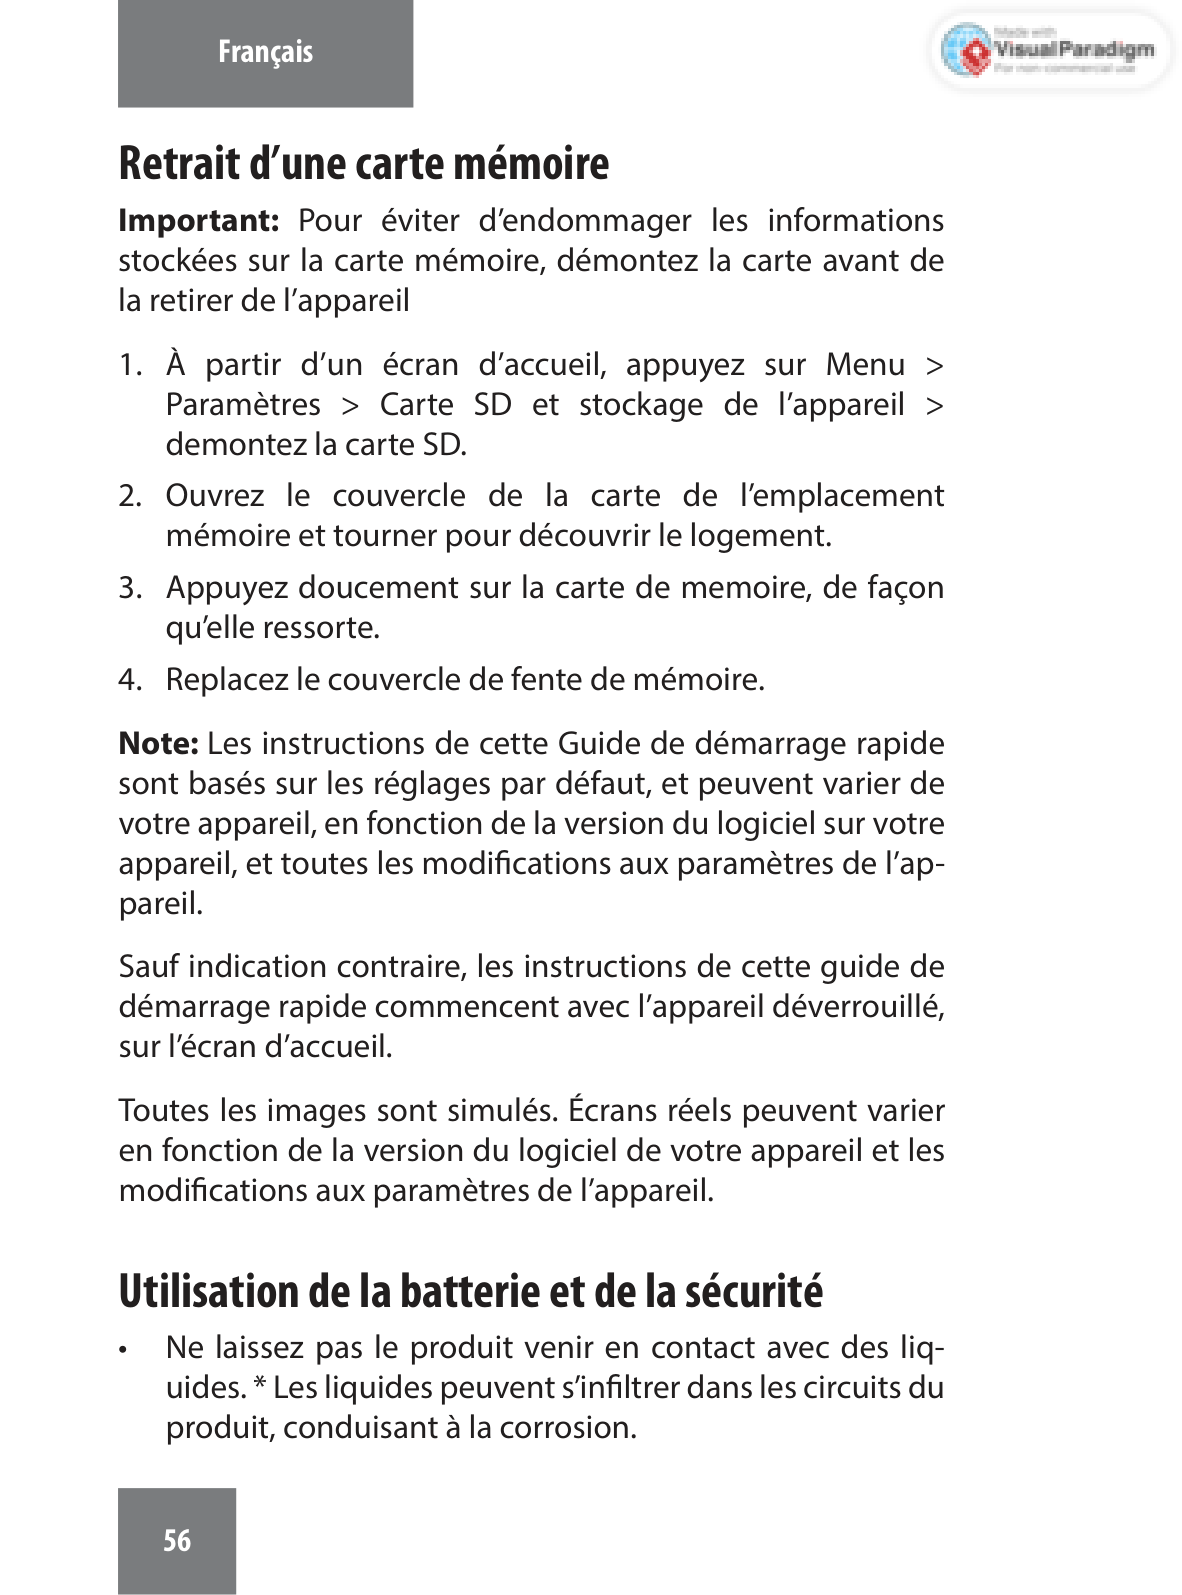 Français
Made with
Visual Paradigm
For non-commercial use
Retrait d’une carte mémoire
Important: Pour éviter d’endommager les informations
stockées sur la carte mémoire, démontez la carte avant de
la retirer de l’appareil
1. À partir d’un écran d’accueil, appuyez sur Menu >
Paramètres > Carte SD et stockage de l’appareil >
demontez la carte SD.
2. Ouvrez le couvercle de la carte de l’emplacement
mémoire et tourner pour découvrir le logement.
3. Appuyez doucement sur la carte de memoire, de façon
qu’elle ressorte.
4. Replacez le couvercle de fente de mémoire.
Note: Les instructions de cette Guide de démarrage rapide
sont basés sur les réglages par défaut, et peuvent varier de
votre appareil, en fonction de la version du logiciel sur votre
appareil, et toutes les modifications aux paramètres de l’ap-
pareil.
Sauf indication contraire, les instructions de cette guide de
démarrage rapide commencent avec l’appareil déverrouillé,
sur l’écran d’accueil.
Toutes les images sont simulés. Écrans réels peuvent varier
en fonction de la version du logiciel de votre appareil et les
modifications aux paramètres de l’appareil.
Utilisation de la batterie et de la sécurité
• Ne laissez pas le produit venir en contact avec des liq-
uides. * Les liquides peuvent s’infiltrer dans les circuits du
produit, conduisant à la corrosion.
56